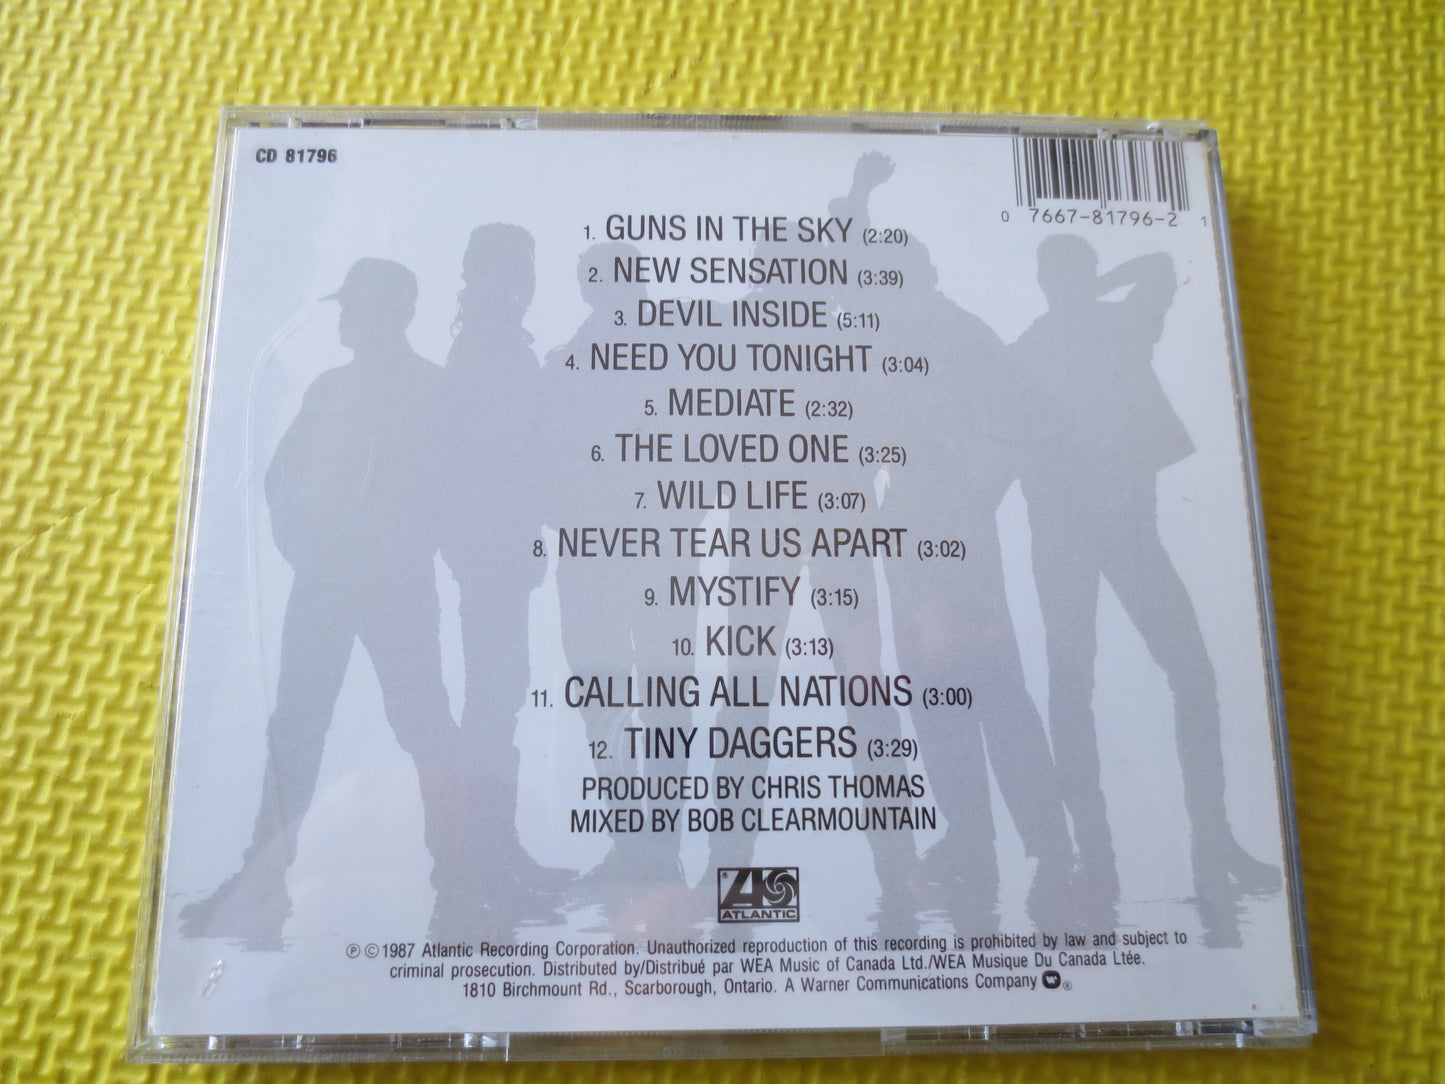 CD 81796
0 7667-81796-2 1
1. GUNS IN THE SKY (2:20)
2. NEW SENSATION (3:39)
3. DEVIL INSIDE (5:11)
4. NEED YOU TONIGHT (3:04)
5. MEDIATE (2:32)
6. THE LOVED ONE (3:25)
7. WILD LIFE (3:07)
8. NEVER TEAR US APART (3:02)
9. MYSTIFY (3:15)
10. KICK (3:13)
11. CALLING ALL NATIONS (3:00)
12. TINY DAGGERS (3:29)
PRODUCED BY CHRIS THOMAS
MIXED BY BOB CLEARMOUNTAIN
® ATLANTIC
℗ © 1987 Atlantic Recording Corporation. Unauthorized reproduction of this recording is prohibited by law and subject to
criminal prosecution. Distributed by/Distribué par WEA Music of Canada Ltd./WEA Musique Du Canada Ltée.
1810 Birchmount Rd., Scarborough, Ontario. A Warner Communications Company ®